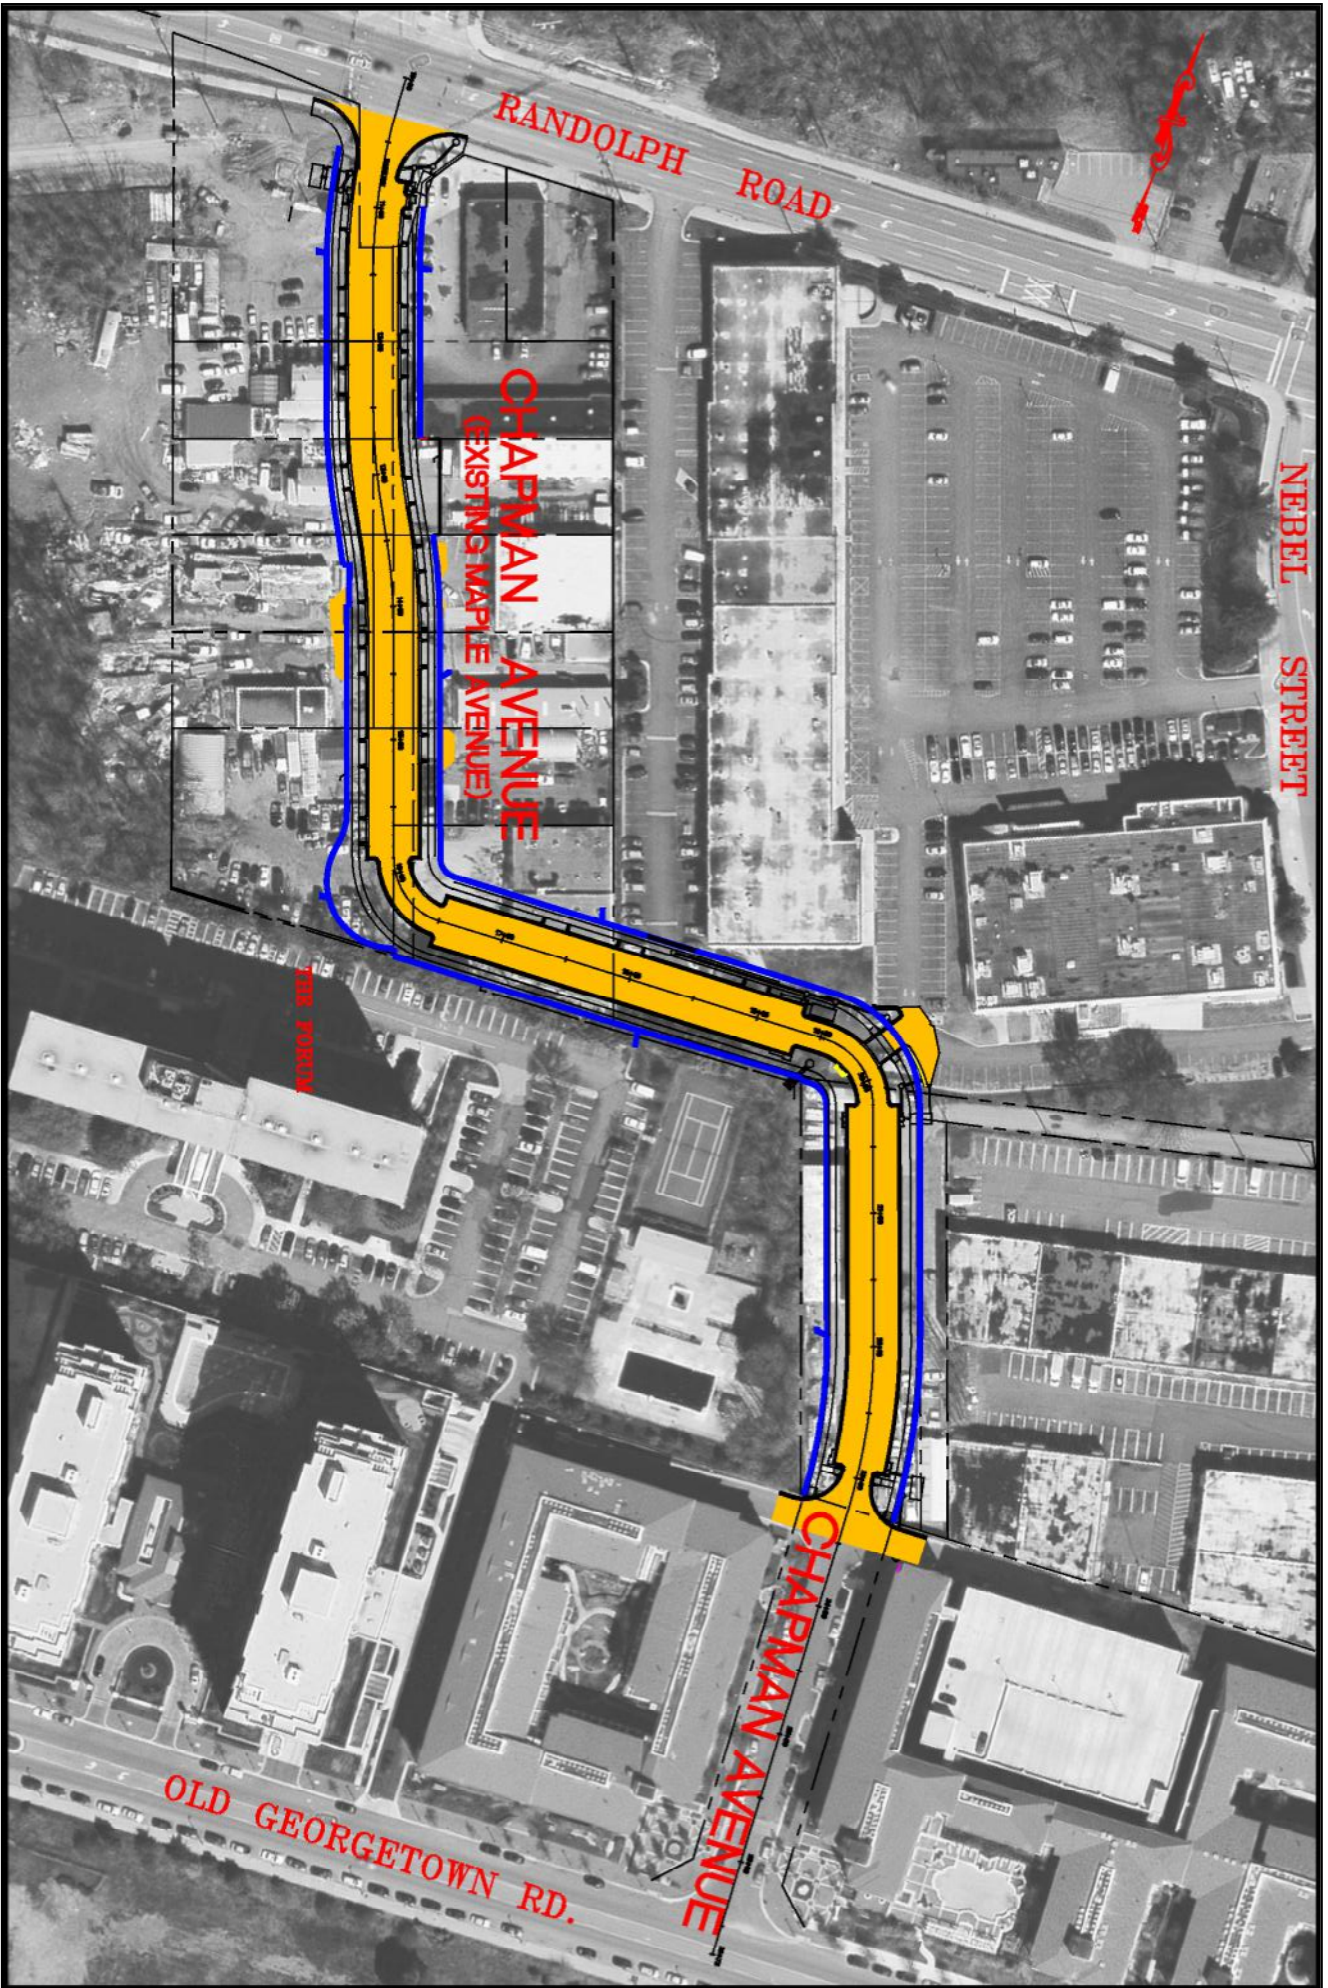 RANDOLPH ROAD
NEBEL STREET
CHAPMAN AVENUE
(EXISTING MAPLE AVENUE)
THE FORUM
CHAPMAN AVENUE
OLD GEORGETOWN RD.